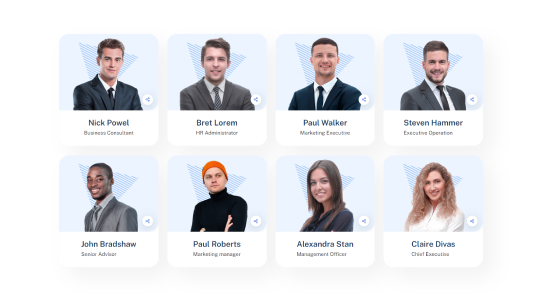 Nick Powel
Business Consultant
Bret Lorem
HR Administrator
Paul Walker
Marketing Executive
Steven Hammer
Executive Operation
John Bradshaw
Senior Advisor
Paul Roberts
Marketing manager
Alexandra Stan
Management Officer
Claire Divas
Chief Executive